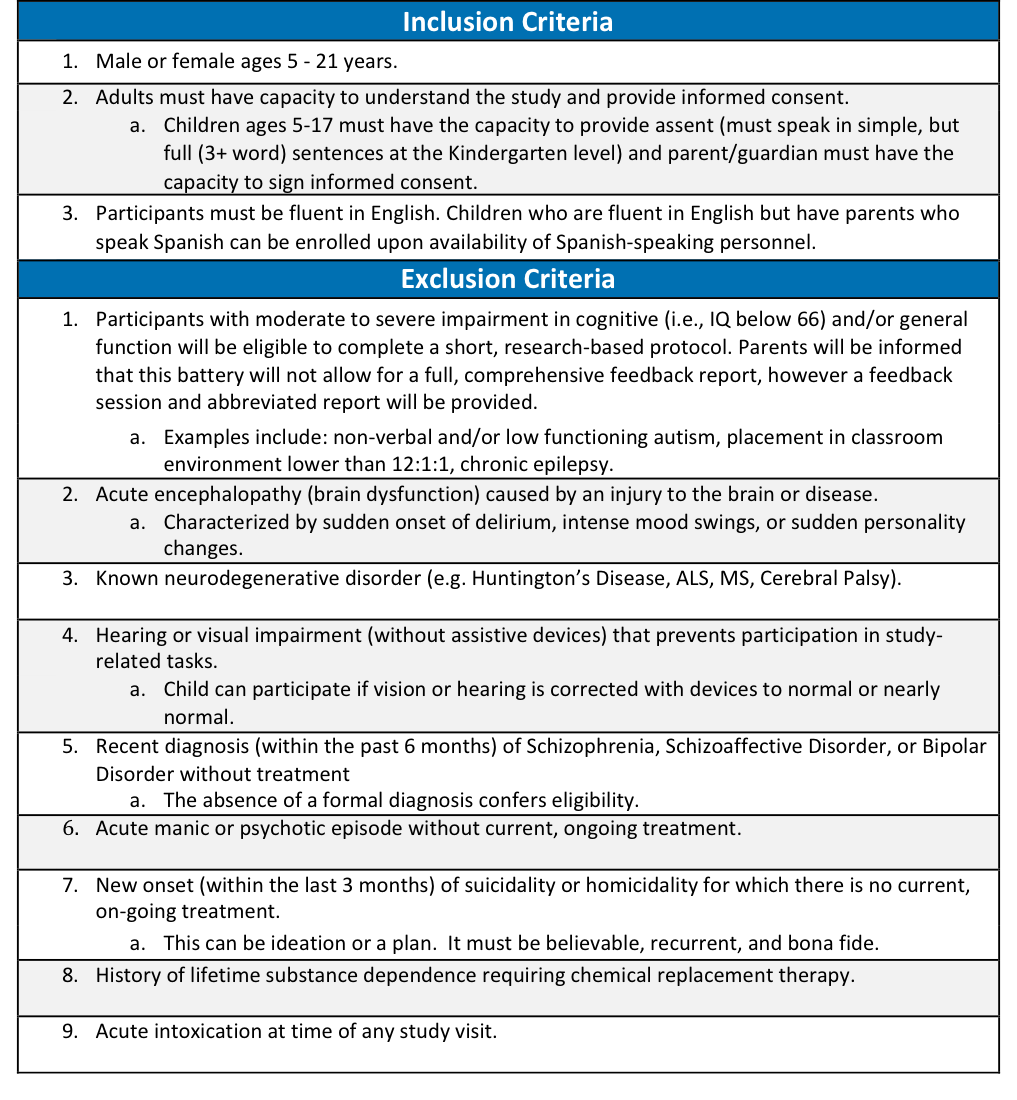 Inclusion Criteria
1. Male or female ages 5 - 21 years.
2. Adults must have capacity to understand the study and provide informed consent.
a. Children ages 5-17 must have the capacity to provide assent (must speak in simple, but
full (3+ word) sentences at the Kindergarten level) and parent/guardian must have the
capacity to sign informed consent.
3. Participants must be fluent in English. Children who are fluent in English but have parents who
speak Spanish can be enrolled upon availability of Spanish-speaking personnel.
Exclusion Criteria
1. Participants with moderate to severe impairment in cognitive (i.e., IQ below 66) and/or general
function will be eligible to complete a short, research-based protocol. Parents will be informed
that this battery will not allow for a full, comprehensive feedback report, however a feedback
session and abbreviated report will be provided.
a. Examples include: non-verbal and/or low functioning autism, placement in classroom
environment lower than 12:1:1, chronic epilepsy.
2. Acute encephalopathy (brain dysfunction) caused by an injury to the brain or disease.
a. Characterized by sudden onset of delirium, intense mood swings, or sudden personality
changes.
3. Known neurodegenerative disorder (e.g. Huntington’s Disease, ALS, MS, Cerebral Palsy).
4. Hearing or visual impairment (without assistive devices) that prevents participation in study-
related tasks.
a. Child can participate if vision or hearing is corrected with devices to normal or nearly
normal.
5. Recent diagnosis (within the past 6 months) of Schizophrenia, Schizoaffective Disorder, or Bipolar
Disorder without treatment
a. The absence of a formal diagnosis confers eligibility.
6. Acute manic or psychotic episode without current, ongoing treatment.
7. New onset (within the last 3 months) of suicidality or homicidality for which there is no current,
on-going treatment.
a. This can be ideation or a plan.  It must be believable, recurrent, and bona fide.
8. History of lifetime substance dependence requiring chemical replacement therapy.
9. Acute intoxication at time of any study visit.